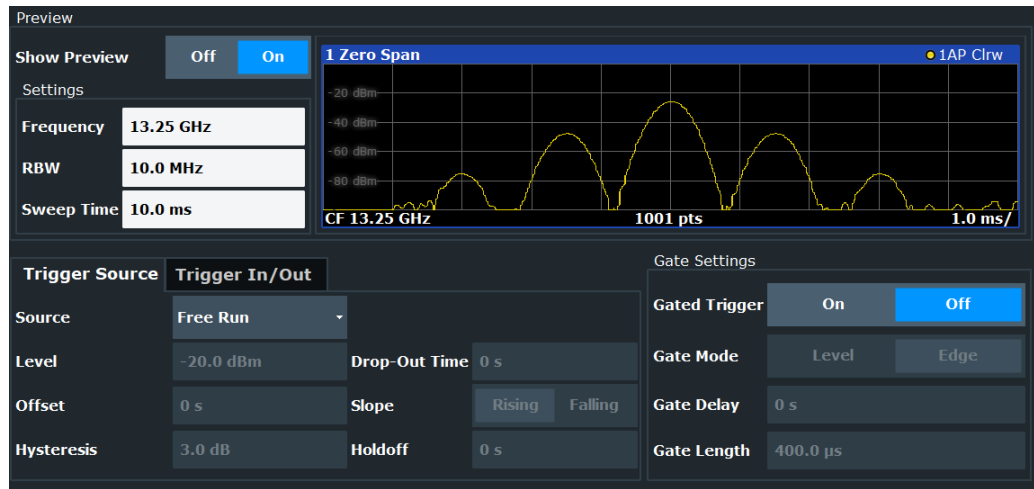 Preview
Show Preview Off On
Settings
Frequency 13.25 GHz
RBW 10.0 MHz
Sweep Time 10.0 ms
1 Zero Span 1AP Clrw
-20 dBm
-40 dBm
-60 dBm
-80 dBm
CF 13.25 GHz 1001 pts 1.0 ms/
Trigger Source Trigger In/Out
Source Free Run
Level -20.0 dBm Drop-Out Time 0 s
Offset 0 s Slope Rising Falling
Hysteresis 3.0 dB Holdoff 0 s
Gate Settings
Gated Trigger On Off
Gate Mode Level Edge
Gate Delay 0 s
Gate Length 400.0 µs